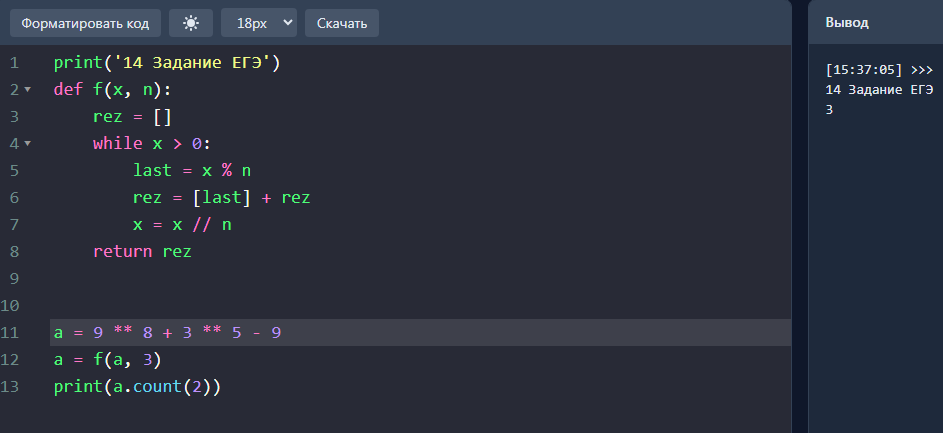 Форматировать код 18px Скачать
Вывод
1 print('14 Задание ЕГЭ')
2 def f(x, n):
3 rez = []
4 while x > 0:
5 last = x % n
6 rez = [last] + rez
7 x = x // n
8 return rez
9
10
11 a = 9 ** 8 + 3 ** 5 - 9
12 a = f(a, 3)
13 print(a.count(2))
[15:37:05] >>>
14 Задание ЕГЭ
3